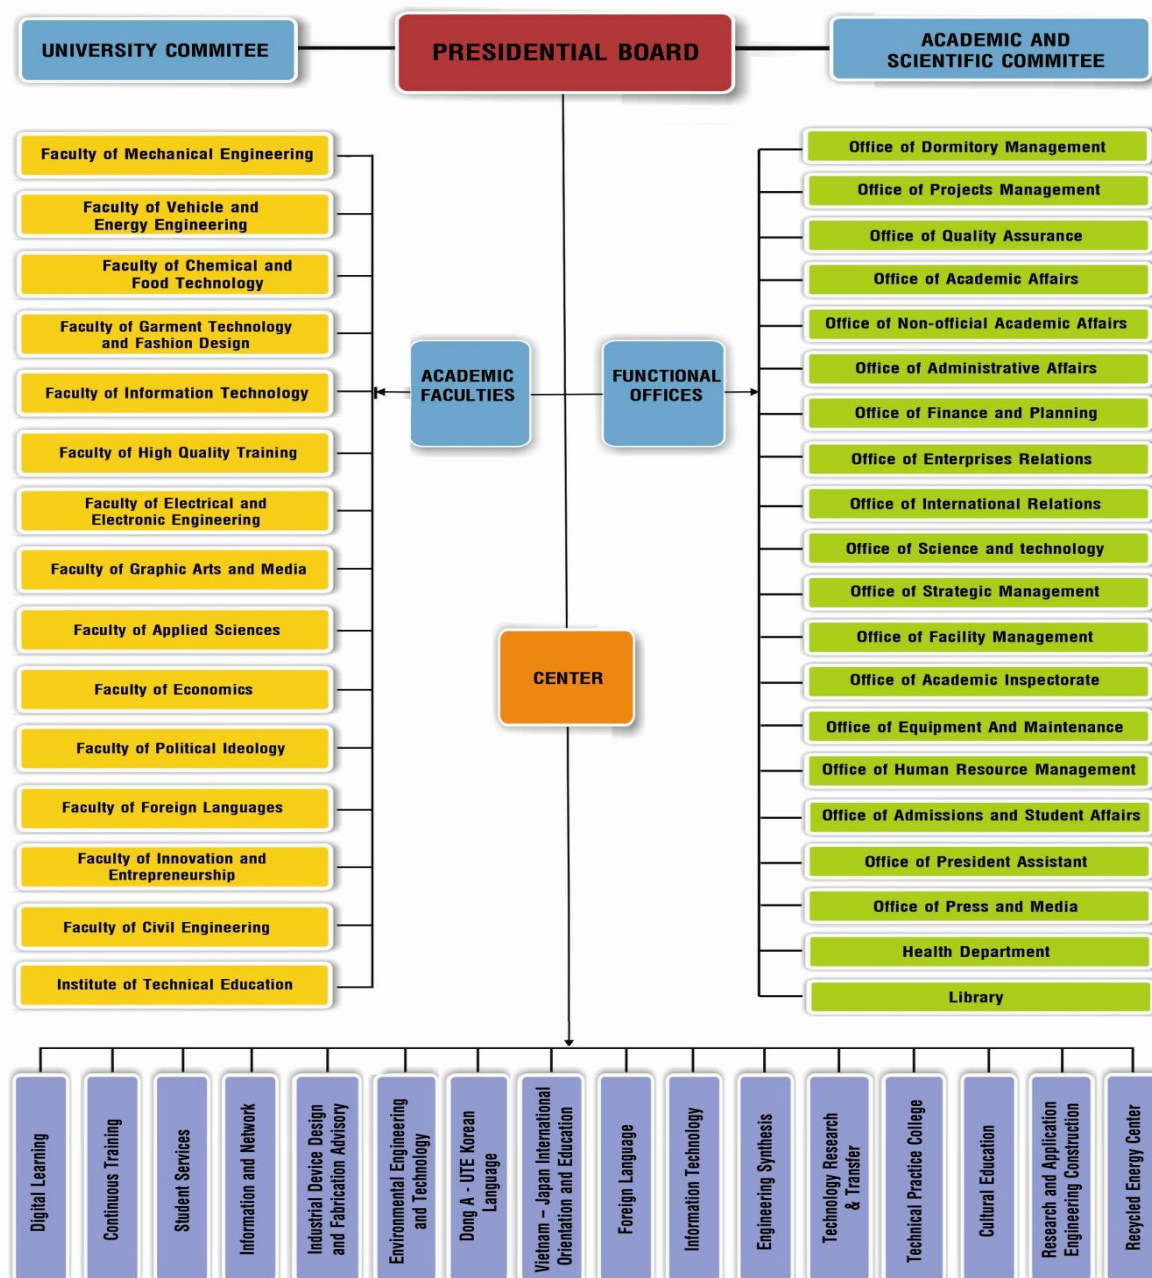 UNIVERSITY COMMITEE
PRESIDENTIAL BOARD
ACADEMIC AND
SCIENTIFIC COMMITEE
Faculty of Mechanical Engineering
Faculty of Vehicle and
Energy Engineering
Faculty of Chemical and
Food Technology
Faculty of Garment Technology
and Fashion Design
Faculty of Information Technology
Faculty of High Quality Training
Faculty of Electrical and
Electronic Engineering
Faculty of Graphic Arts and Media
Faculty of Applied Sciences
Faculty of Economics
Faculty of Political Ideology
Faculty of Foreign Languages
Faculty of Innovation and
Entrepreneurship
Faculty of Civil Engineering
Institute of Technical Education
ACADEMIC
FACULTIES
FUNCTIONAL
OFFICES
CENTER
Office of Dormitory Management
Office of Projects Management
Office of Quality Assurance
Office of Academic Affairs
Office of Non-official Academic Affairs
Office of Administrative Affairs
Office of Finance and Planning
Office of Enterprises Relations
Office of International Relations
Office of Science and technology
Office of Strategic Management
Office of Facility Management
Office of Academic Inspectorate
Office of Equipment And Maintenance
Office of Human Resource Management
Office of Admissions and Student Affairs
Office of President Assistant
Office of Press and Media
Health Department
Library
Digital Learning
Continuous Training
Student Services
Information and Network
Industrial Device Design
and Fabrication Advisory
Environmental Engineering
and Technology
Dong A - UTE Korean
Language
Vietnam – Japan International
Orientation and Education
Foreign Language
Information Technology
Engineering Synthesis
Technology Research
& Transfer
Technical Practice College
Cultural Education
Research and Application
Engineering Construction
Recycled Energy Center